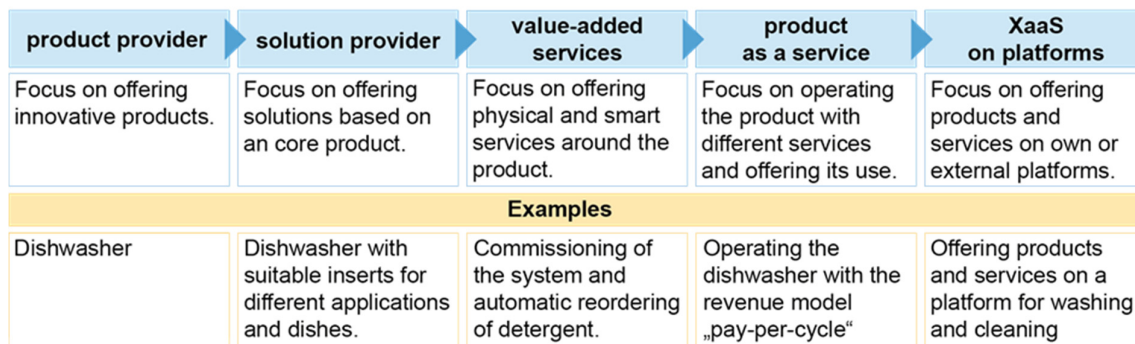 product provider
solution provider
value-added
services
product
as a service
XaaS
on platforms
Focus on offering
innovative products.
Focus on offering
solutions based on
an core product.
Focus on offering
physical and smart
services around the
product.
Focus on operating
the product with
different services
and offering its use.
Focus on offering
products and
services on own or
external platforms.
Examples
Dishwasher
Dishwasher with
suitable inserts for
different applications
and dishes.
Commissioning of
the system and
automatic reordering
of detergent.
Operating the
dishwasher with the
revenue model
„pay-per-cycle“
Offering products
and services on a
platform for washing
and cleaning